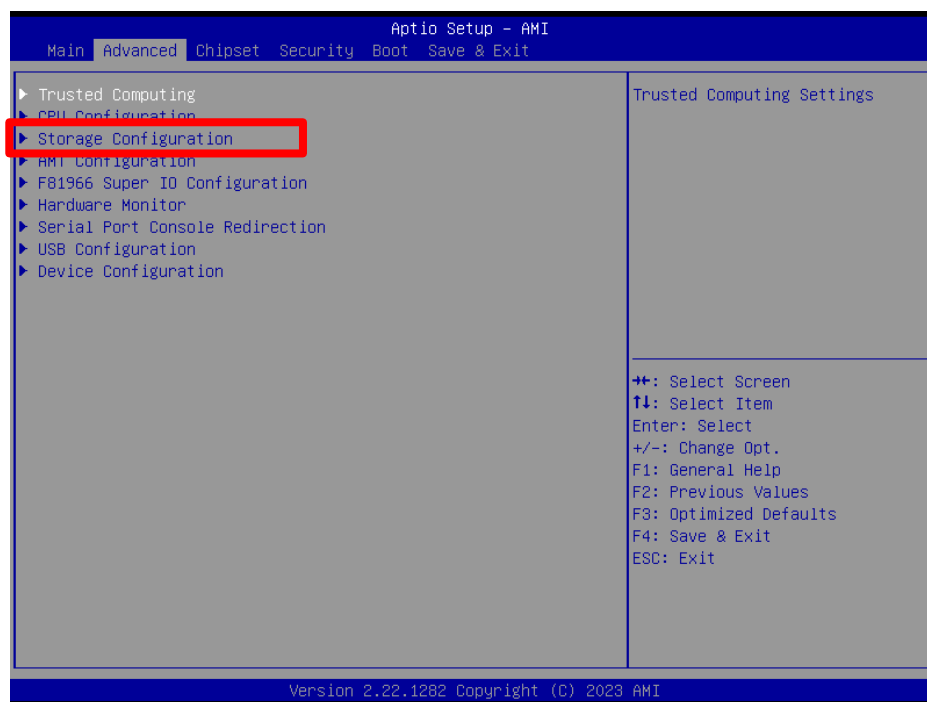 Aptio Setup – AMI
Main Advanced Chipset Security Boot Save & Exit
Trusted Computing
CPU Configuration
Storage Configuration
AMT Configuration
F81966 Super IO Configuration
Hardware Monitor
Serial Port Console Redirection
USB Configuration
Device Configuration
Trusted Computing Settings
→←: Select Screen
↑↓: Select Item
Enter: Select
+/-: Change Opt.
F1: General Help
F2: Previous Values
F3: Optimized Defaults
F4: Save & Exit
ESC: Exit
Version 2.22.1282 Copyright (C) 2023 AMI